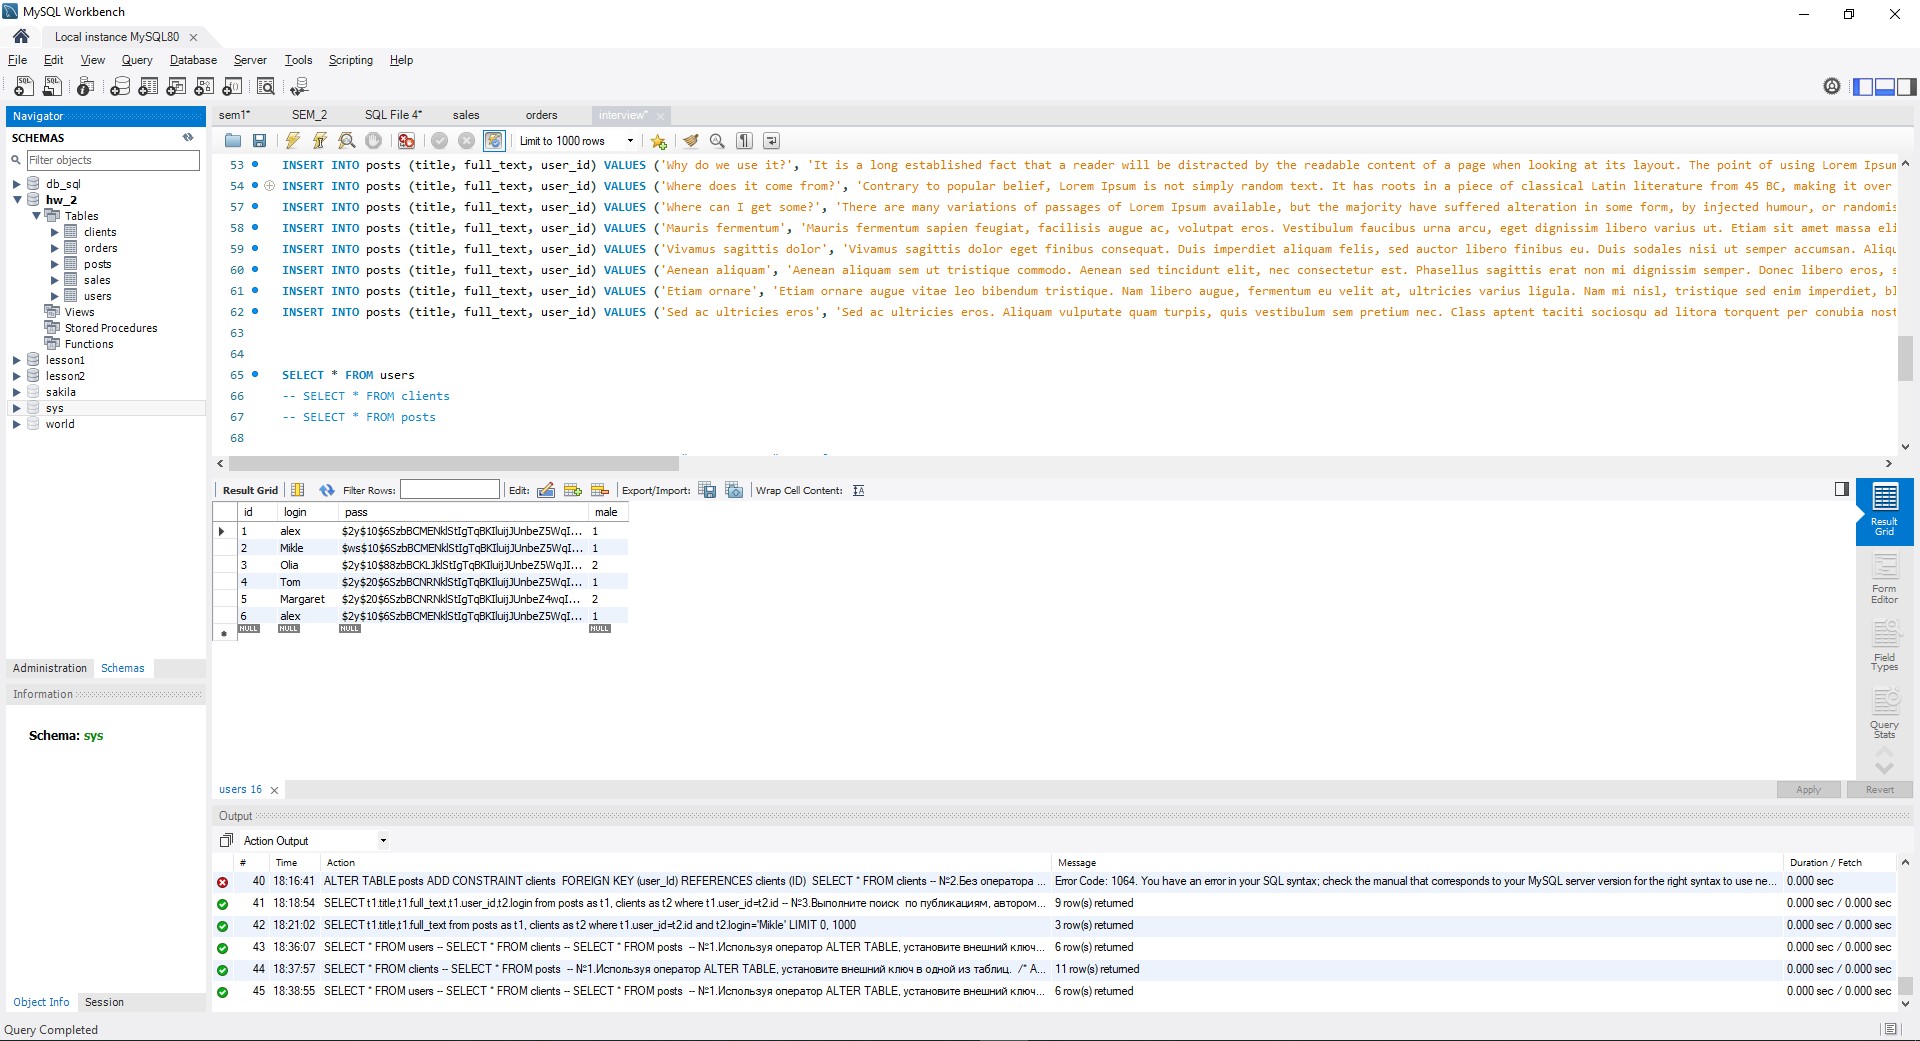 MySQL Workbench
Local instance MySQL80
File Edit View Query Database Server Tools Scripting Help
Navigator
SCHEMAS
Filter objects
db_sql
hw_2
Tables
clients
orders
posts
sales
users
Views
Stored Procedures
Functions
lesson1
lesson2
sakila
sys
world
Administration Schemas
Information
Schema: sys
Object Info Session
sem1* SEM_2 SQL File 4* sales orders interview*
Limit to 1000 rows
53 INSERT INTO posts (title, full_text, user_id) VALUES ('Why do we use it?', 'It is a long established fact that a reader will be distracted by the readable content of a page when looking at its layout. The point of using Lorem Ipsum
54 INSERT INTO posts (title, full_text, user_id) VALUES ('Where does it come from?', 'Contrary to popular belief, Lorem Ipsum is not simply random text. It has roots in a piece of classical Latin literature from 45 BC, making it over
57 INSERT INTO posts (title, full_text, user_id) VALUES ('Where can I get some?', 'There are many variations of passages of Lorem Ipsum available, but the majority have suffered alteration in some form, by injected humour, or randomis
58 INSERT INTO posts (title, full_text, user_id) VALUES ('Mauris fermentum', 'Mauris fermentum sapien feugiat, facilisis augue ac, volutpat eros. Vestibulum faucibus urna arcu, eget dignissim libero varius ut. Etiam sit amet massa eli
59 INSERT INTO posts (title, full_text, user_id) VALUES ('Vivamus sagittis dolor', 'Vivamus sagittis dolor eget finibus consequat. Duis imperdiet aliquam felis, sed auctor libero finibus eu. Duis sodales nisi ut semper accumsan. Aliqu
60 INSERT INTO posts (title, full_text, user_id) VALUES ('Aenean aliquam', 'Aenean aliquam sem ut tristique commodo. Aenean sed tincidunt elit, nec consectetur est. Phasellus sagittis erat non mi dignissim semper. Donec libero eros, s
61 INSERT INTO posts (title, full_text, user_id) VALUES ('Etiam ornare', 'Etiam ornare augue vitae leo bibendum tristique. Nam libero augue, fermentum eu velit at, ultricies varius ligula. Nam mi nisl, tristique sed enim imperdiet, bl
62 INSERT INTO posts (title, full_text, user_id) VALUES ('Sed ac ultricies eros', 'Sed ac ultricies eros. Aliquam vulputate quam turpis, quis vestibulum sem pretium nec. Class aptent taciti sociosqu ad litora torquent per conubia nost
63
64
65 SELECT * FROM users
66 -- SELECT * FROM clients
67 -- SELECT * FROM posts
68
Result Grid Filter Rows: Edit: Export/Import: Wrap Cell Content:
id login pass male
1 alex $2y$10$6SzbBCMENklStIgTqBKIluijJUnbeZ5WqI... 1
2 Mikle $ws$10$6SzbBCMENklStIgTqBKIluijJUnbeZ5WqI... 1
3 Olia $2y$10$88zbBCKLJklStIgTqBKIluijJUnbeZ5WqJI... 2
4 Tom $2y$20$6SzbBCNRNklStIgTqBKIluijJUnbeZ5WqI... 1
5 Margaret $2y$20$6SzbBCNRNklStIgTqBKIluijJUnbeZ4wqI... 2
6 alex $2y$10$6SzbBCMENklStIgTqBKIluijJUnbeZ5WqI... 1
NULL NULL NULL NULL
Result
Grid
Form
Editor
Field
Types
Query
Stats
users 16
Apply Revert
Output
Action Output
# Time Action Message Duration / Fetch
40 18:16:41 ALTER TABLE posts ADD CONSTRAINT clients FOREIGN KEY (user_Id) REFERENCES clients (ID) SELECT * FROM clients -- №2.Без оператора ... Error Code: 1064. You have an error in your SQL syntax; check the manual that corresponds to your MySQL server version for the right syntax to use ne... 0.000 sec
41 18:18:54 SELECT t1.title,t1.full_text,t1.user_id,t2.login from posts as t1, clients as t2 where t1.user_id=t2.id -- №3.Выполните поиск по публикациям, автором... 9 row(s) returned 0.000 sec / 0.000 sec
42 18:21:02 SELECT t1.title,t1.full_text from posts as t1, clients as t2 where t1.user_id=t2.id and t2.login='Mikle' LIMIT 0, 1000 3 row(s) returned 0.000 sec / 0.000 sec
43 18:36:07 SELECT * FROM users -- SELECT * FROM clients -- SELECT * FROM posts -- №1.Используя оператор ALTER TABLE, установите внешний ключ... 6 row(s) returned 0.000 sec / 0.000 sec
44 18:37:57 SELECT * FROM clients -- SELECT * FROM posts -- №1.Используя оператор ALTER TABLE, установите внешний ключ в одной из таблиц. /* A... 11 row(s) returned 0.000 sec / 0.000 sec
45 18:38:55 SELECT * FROM users -- SELECT * FROM clients -- SELECT * FROM posts -- №1.Используя оператор ALTER TABLE, установите внешний ключ... 6 row(s) returned 0.000 sec / 0.000 sec
Query Completed